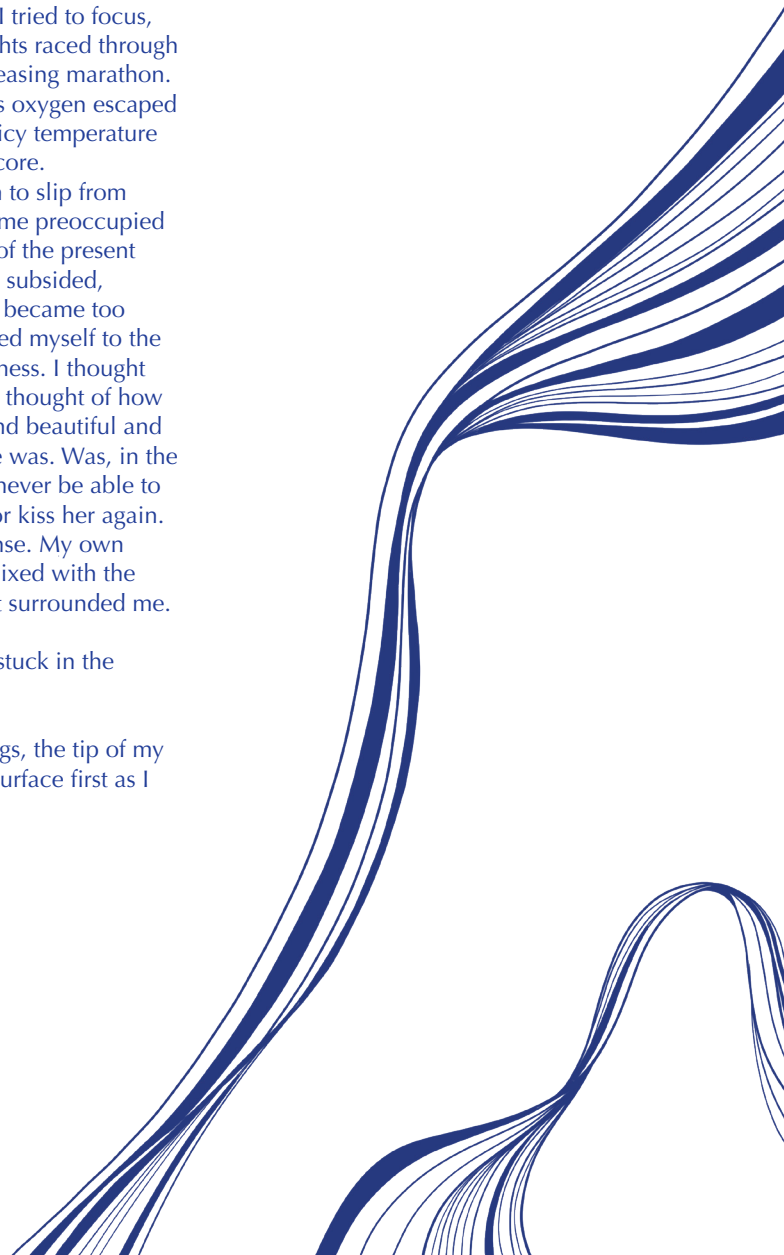 I tried to focus,
hts raced through
easing marathon.
s oxygen escaped
icy temperature
core.
n to slip from
me preoccupied
of the present
subsided,
became too
ed myself to the
ness. I thought
thought of how
nd beautiful and
e was. Was, in the
never be able to
or kiss her again.
nse. My own
ixed with the
t surrounded me.
stuck in the
gs, the tip of my
urface first as I